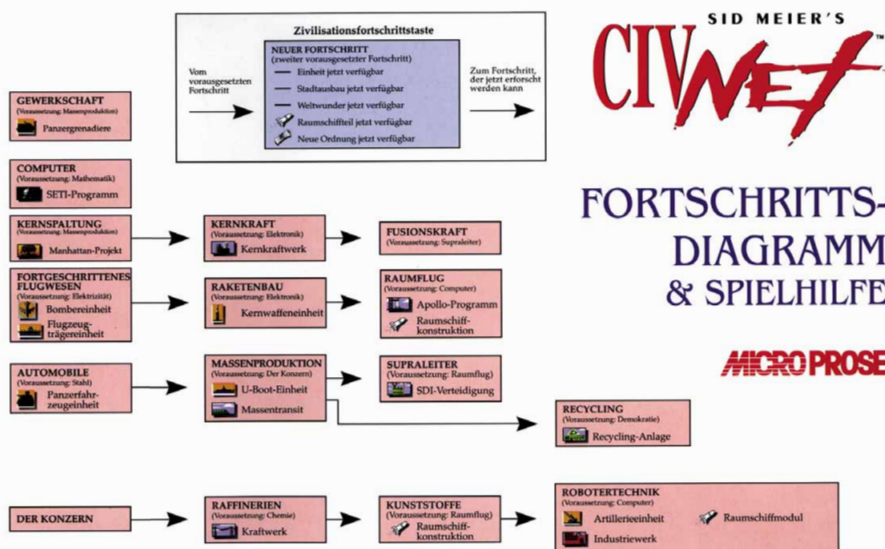 Zivilisationsfortschrittstaste
Vom
vorausgesetzten
Fortschritt
NEUER FORTSCHRITT
(zweiter vorausgesetzter Fortschritt)
Einheit jetzt verfügbar
Stadtausbau jetzt verfügbar
Weltwunder jetzt verfügbar
Raumschiffteil jetzt verfügbar
Neue Ordnung jetzt verfügbar
Zum Fortschritt,
der jetzt erforscht
werden kann
SID MEIER'S
CIVNET™
FORTSCHRITTS-
DIAGRAMM
& SPIELHILFE
MICROPROSE
GEWERKSCHAFT
(Voraussetzung: Massenproduktion)
Panzergrenadiere
COMPUTER
(Voraussetzung: Mathematik)
SETI-Programm
KERNSPALTUNG
(Voraussetzung: Massenproduktion)
Manhattan-Projekt
KERNKRAFT
(Voraussetzung: Elektronik)
Kernkraftwerk
FUSIONSKRAFT
(Voraussetzung: Supraleiter)
FORTGESCHRITTENES
FLUGWESEN
(Voraussetzung: Elektrizität)
Bombereinheit
Flugzeug-
trägereinheit
RAKETENBAU
(Voraussetzung: Elektronik)
Kernwaffeneinheit
RAUMFLUG
(Voraussetzung: Computer)
Apollo-Programm
Raumschiff-
konstruktion
AUTOMOBILE
(Voraussetzung: Stahl)
Panzerfahr-
zeugeinheit
MASSENPRODUKTION
(Voraussetzung: Der Konzern)
U-Boot-Einheit
Massentransit
SUPRALEITER
(Voraussetzung: Raumflug)
SDI-Verteidigung
RECYCLING
(Voraussetzung: Demokratie)
Recycling-Anlage
DER KONZERN
RAFFINERIEN
(Voraussetzung: Chemie)
Kraftwerk
KUNSTSTOFFE
(Voraussetzung: Raumflug)
Raumschiff-
konstruktion
ROBOTERTECHNIK
(Voraussetzung: Computer)
Artillerieeinheit
Raumschiffmodul
Industriewerk